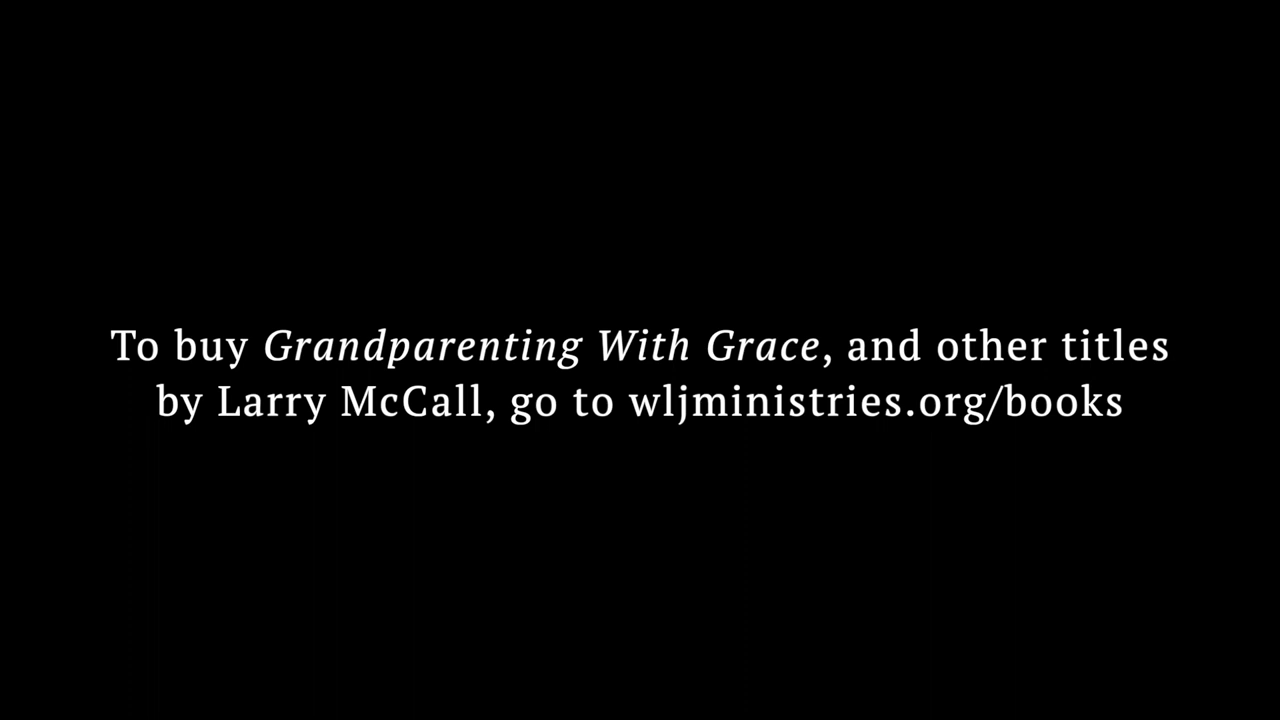 To buy Grandparenting With Grace, and other titles
by Larry McCall, go to wljministries.org/books